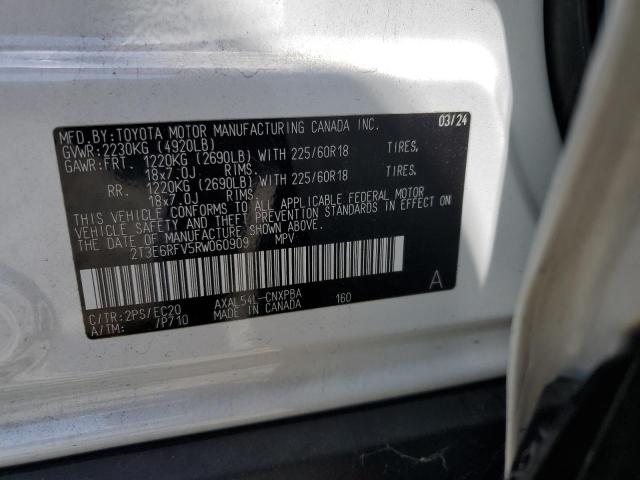 MFD.BY:TOYOTA MOTOR MANUFACTURING CANADA INC. 03/24
GVWR:2230KG (4920LB)
GAWR:FRT 1220KG (2690LB) WITH 225/60R18 TIRES.
18x7.0J RIMS.
RR. 1220KG (2690LB) WITH 225/60R18 TIRES.
18x7.0J RIMS.
THIS VEHICLE CONFORMS TO ALL APPLICABLE FEDERAL MOTOR
VEHICLE SAFETY AND THEFT PREVENTION STANDARDS IN EFFECT ON
THE DATE OF MANUFACTURE SHOWN ABOVE.
2T3E6RFV5RW060909 MPV
C/TR:2PS/EC20 AXAL54L-CNXPBA 160 A
A/TM: 7P710 MADE IN CANADA